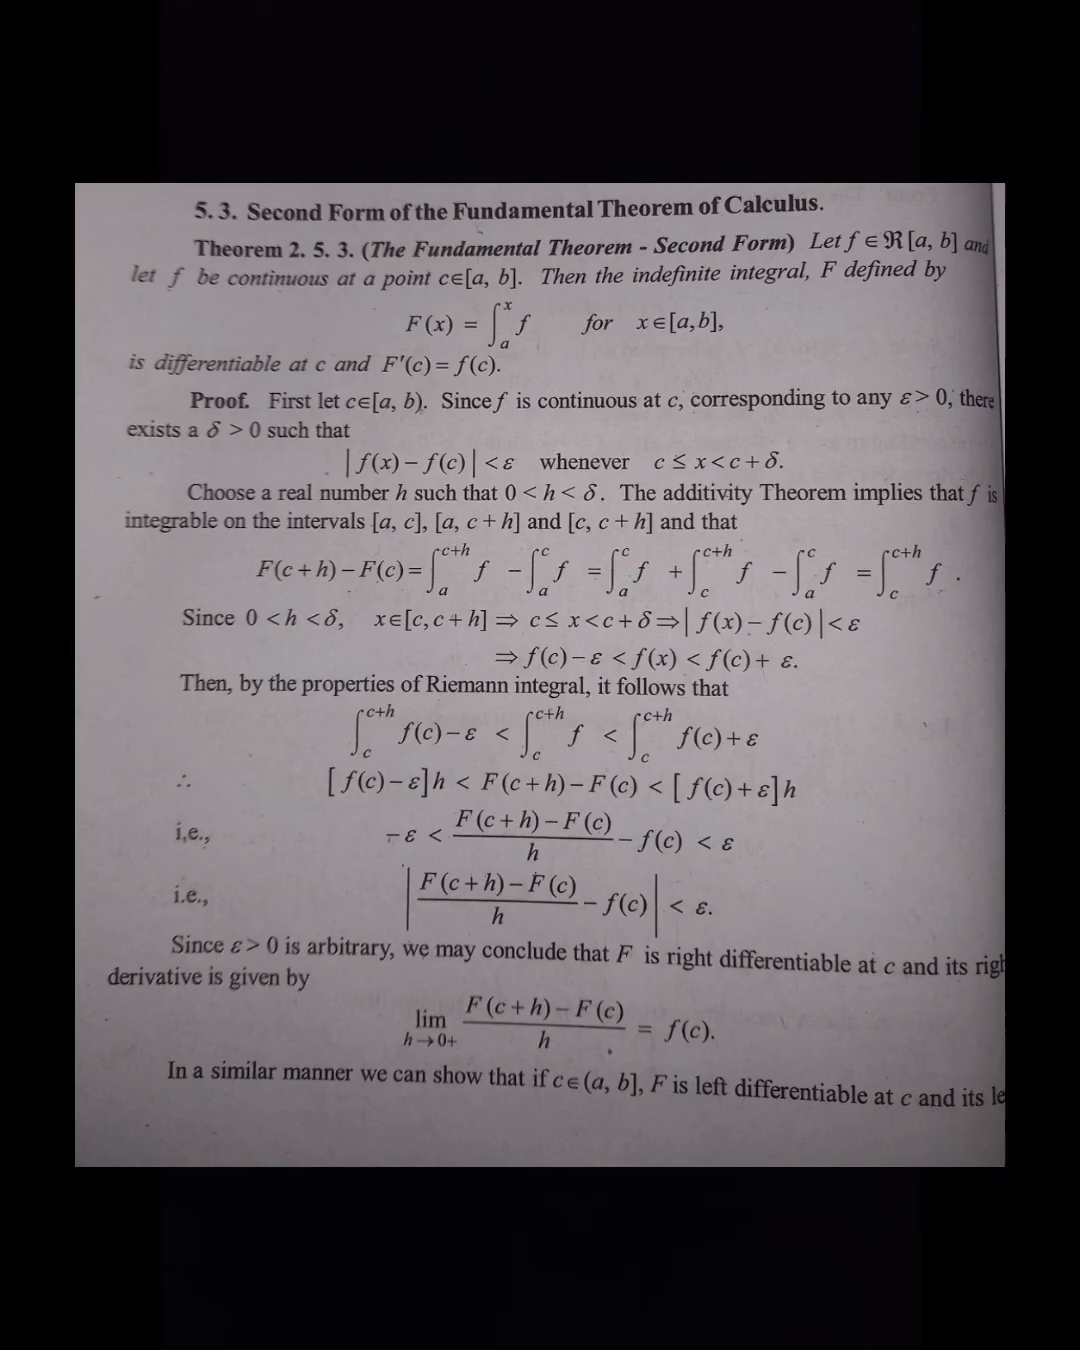 5. 3. Second Form of the Fundamental Theorem of Calculus.
Theorem 2. 5. 3. (The Fundamental Theorem - Second Form) Let f ∈ ℜ [a, b] and
let f be continuous at a point c∈[a, b]. Then the indefinite integral, F defined by
F(x) = ∫_a^x f for x∈[a,b],
is differentiable at c and F'(c)= f(c).
Proof. First let c∈[a, b). Since f is continuous at c, corresponding to any ε> 0, there
exists a δ > 0 such that
| f(x) − f(c) | < ε whenever c ≤ x < c + δ.
Choose a real number h such that 0 < h < δ. The additivity Theorem implies that f is
integrable on the intervals [a, c], [a, c + h] and [c, c + h] and that
F(c + h) − F(c) = ∫_a^{c+h} f − ∫_a^c f = ∫_a^c f + ∫_c^{c+h} f − ∫_a^c f = ∫_c^{c+h} f .
Since 0 < h < δ, x∈[c, c + h] ⇒ c ≤ x < c + δ ⇒ | f(x) − f(c) | < ε
⇒ f(c) − ε < f(x) < f(c) + ε.
Then, by the properties of Riemann integral, it follows that
∫_c^{c+h} f(c) − ε < ∫_c^{c+h} f < ∫_c^{c+h} f(c) + ε
∴ [ f(c) − ε] h < F(c + h) − F(c) < [ f(c) + ε] h
i,e., −ε < (F(c + h) − F(c))/h − f(c) < ε
i.e., | (F(c + h) − F(c))/h − f(c) | < ε.
Since ε > 0 is arbitrary, we may conclude that F is right differentiable at c and its
derivative is given by
lim_{h→0+} (F(c + h) − F(c))/h = f(c).
In a similar manner we can show that if c∈(a, b], F is left differentiable at c and its